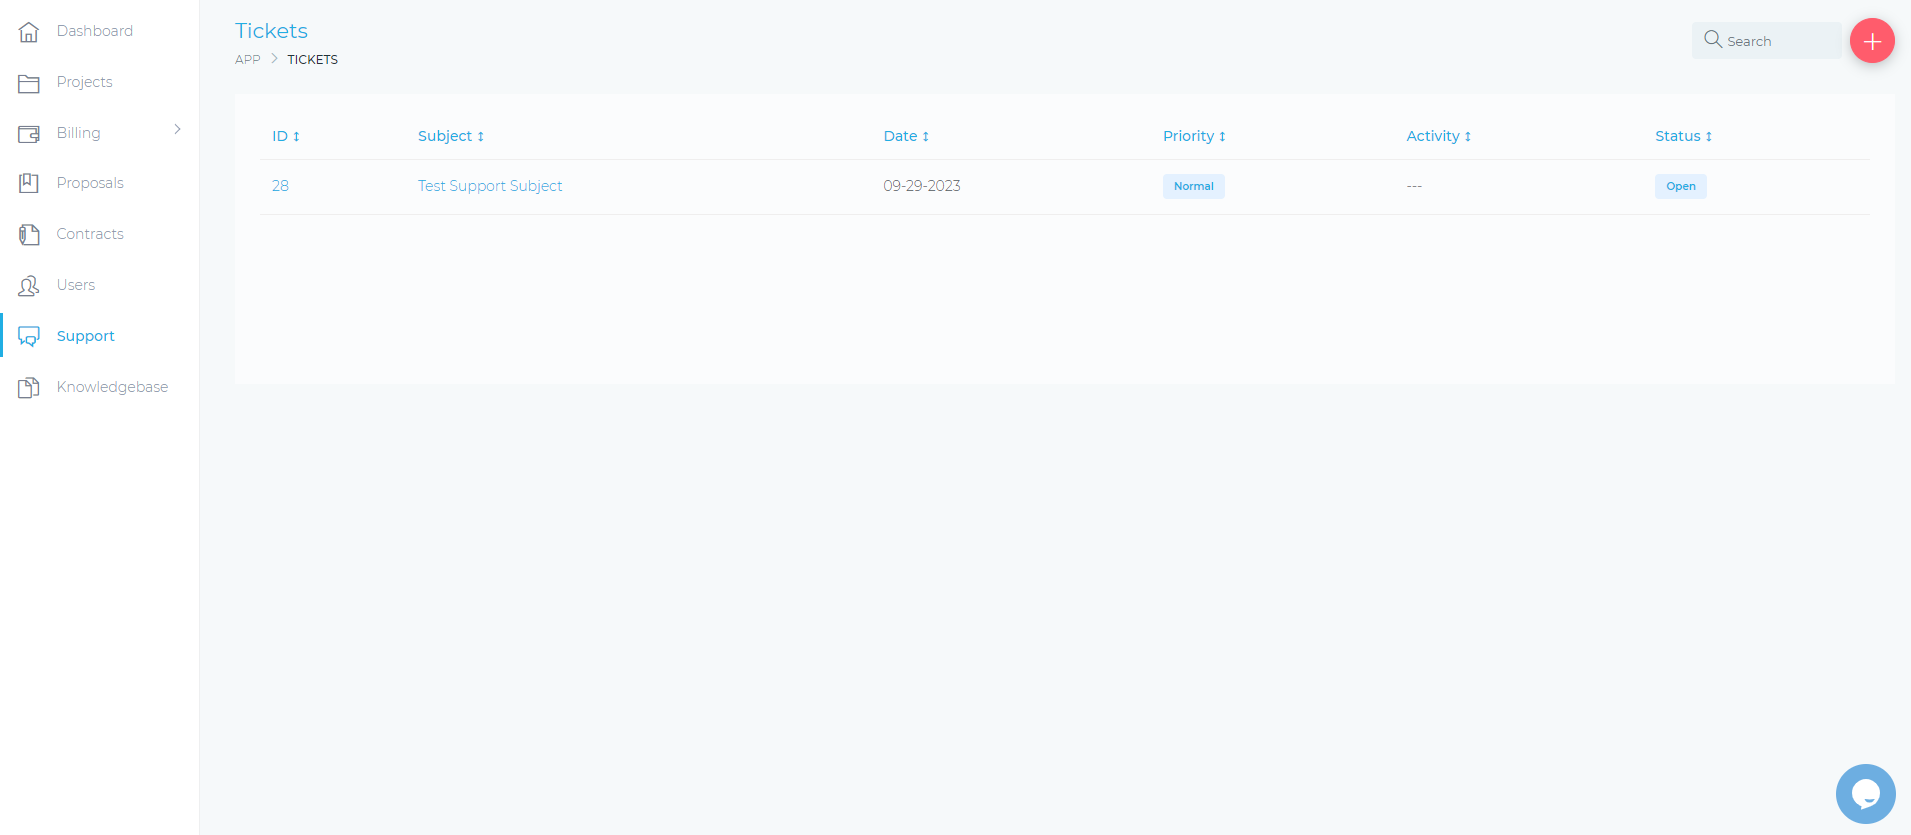 Dashboard
Projects
Billing
Proposals
Contracts
Users
Support
Knowledgebase
Tickets
APP TICKETS
Search
ID Subject Date Priority Activity Status
28 Test Support Subject 09-29-2023 Normal --- Open